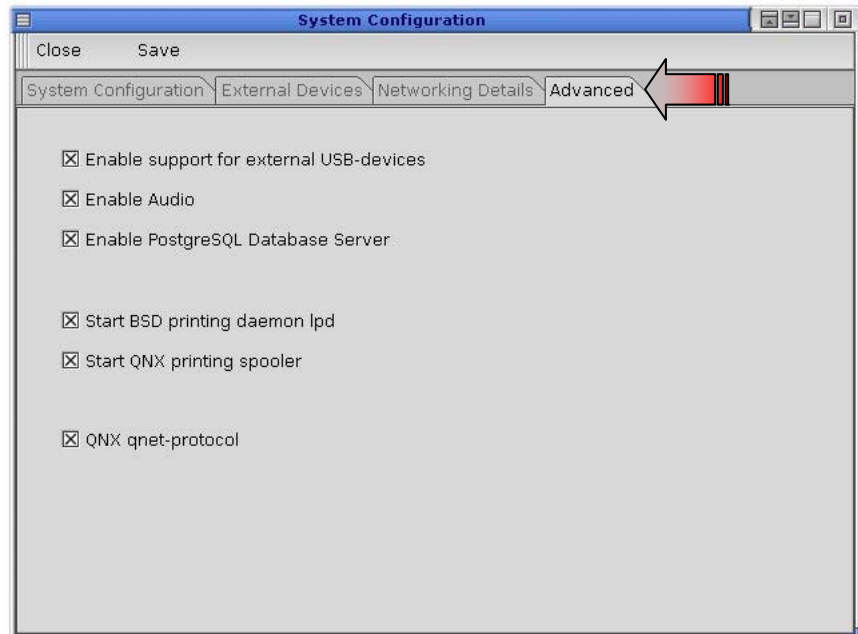 System Configuration
Close Save
System Configuration External Devices Networking Details Advanced
Enable support for external USB-devices
Enable Audio
Enable PostgreSQL Database Server
Start BSD printing daemon lpd
Start QNX printing spooler
QNX qnet-protocol